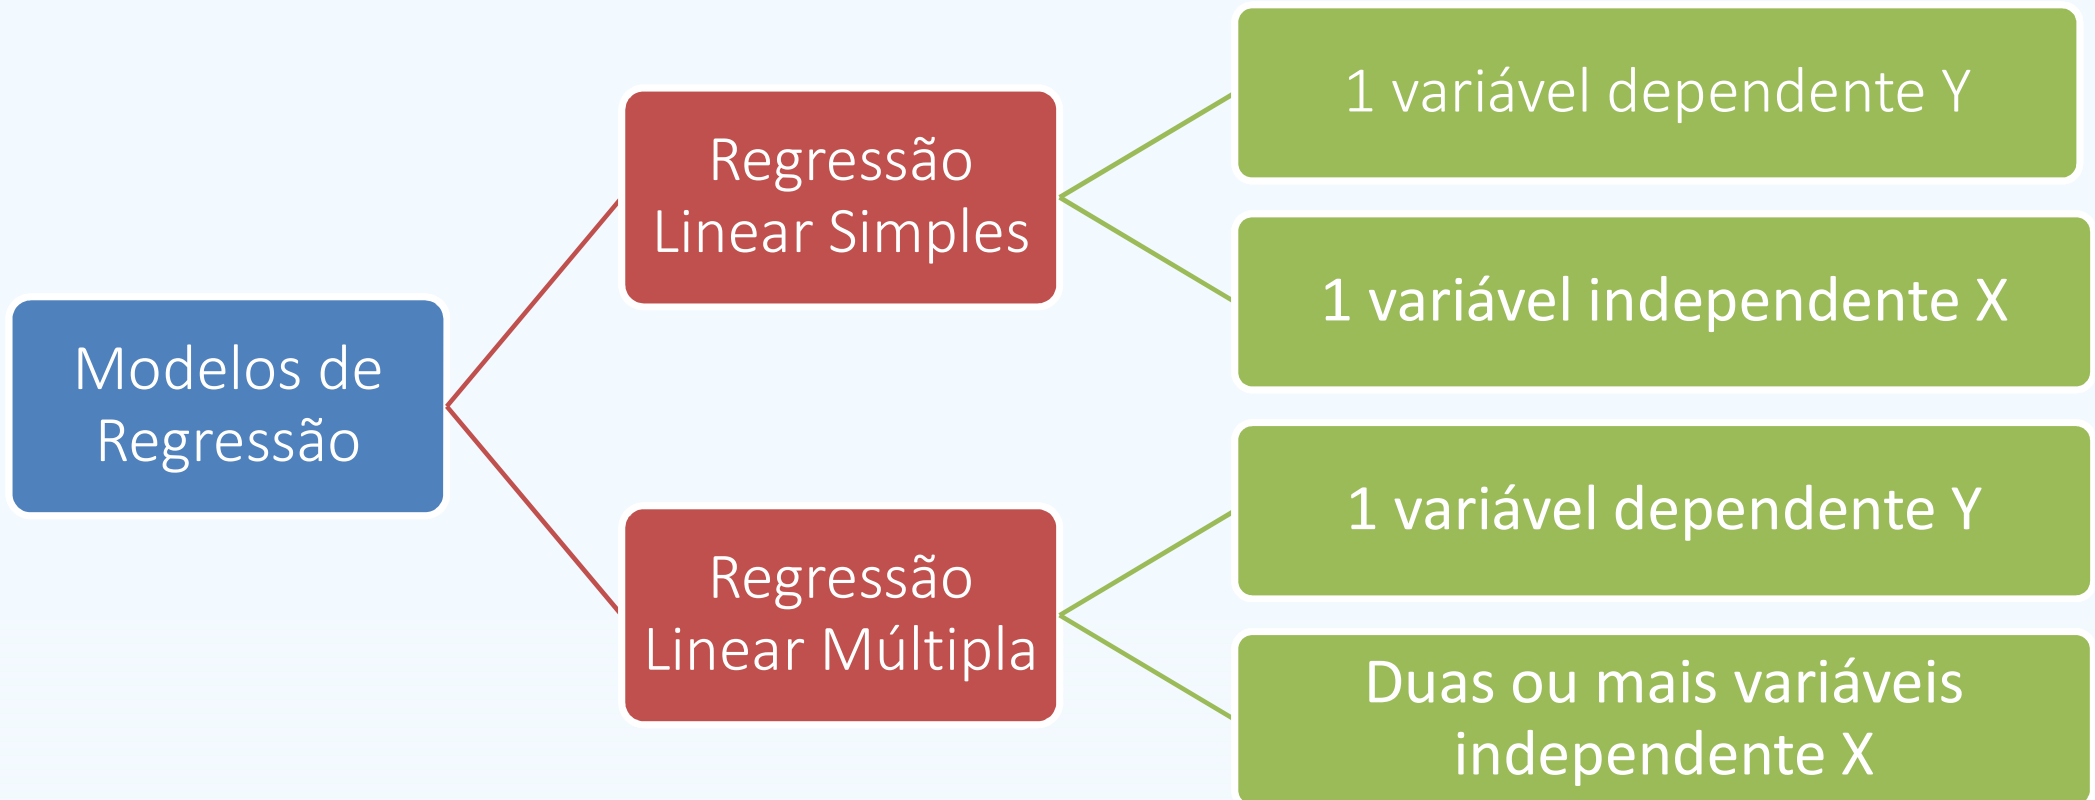 Modelos de
Regressão
Regressão
Linear Simples
1 variável dependente Y
1 variável independente X
Regressão
Linear Múltipla
1 variável dependente Y
Duas ou mais variáveis
independente X